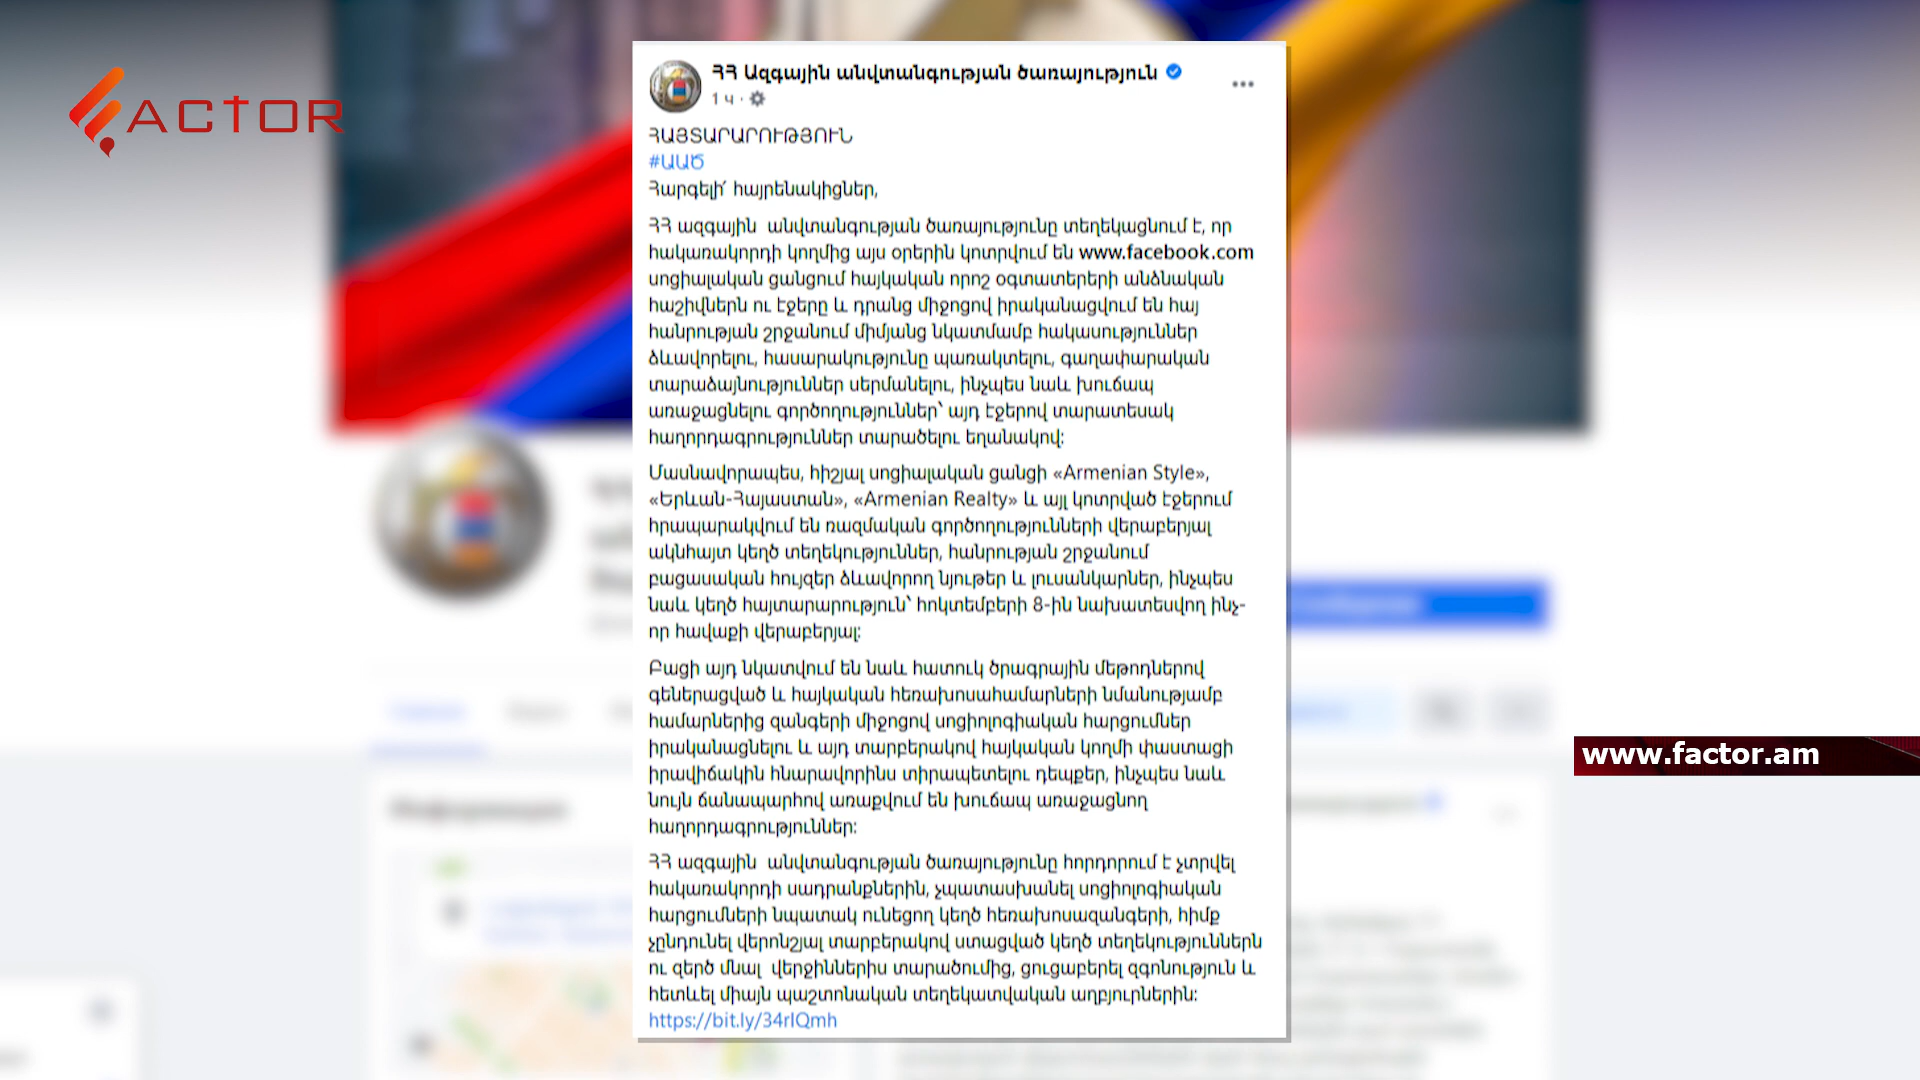 ACTOR
ՀՀ Ազգային անվտանգության ծառայություն
1 ч ·
ՀԱՅՏԱՐԱՐՈՒԹՅՈՒՆ
#ԱԱԾ
Հարգելի՛ հայրենակիցներ,
ՀՀ ազգային անվտանգության ծառայությունը տեղեկացնում է, որ
հակառակորդի կողմից այս օրերին կոտրվում են www.facebook.com
սոցիալական ցանցում հայկական որոշ օգտատերերի անձնական
հաշիվներն ու էջերը և դրանց միջոցով իրականացվում են հայ
հանրության շրջանում միմյանց նկատմամբ հակասություններ
ձևավորելու, հասարակությունը պառակտելու, գաղափարական
տարաձայնություններ սերմանելու, ինչպես նաև խուճապ
առաջացնելու գործողություններ՝ այդ էջերով տարատեսակ
հաղորդագրություններ տարածելու եղանակով:
Մասնավորապես, հիշյալ սոցիալական ցանցի «Armenian Style»,
«Երևան-Հայաստան», «Armenian Realty» և այլ կոտրված էջերում
հրապարակվում են ռազմական գործողությունների վերաբերյալ
ակնհայտ կեղծ տեղեկություններ, հանրության շրջանում
բացասական հույզեր ձևավորող նյութեր և լուսանկարներ, ինչպես
նաև կեղծ հայտարարություն՝ հոկտեմբերի 8-ին նախատեսվող ինչ-
որ հավաքի վերաբերյալ:
Բացի այդ նկատվում են նաև հատուկ ծրագրային մեթոդներով
գեներացված և հայկական հեռախոսահամարների նմանությամբ
համարներից զանգերի միջոցով սոցիոլոգիական հարցումներ
իրականացնելու և այդ տարբերակով հայկական կողմի փաստացի
իրավիճակին հնարավորինս տիրապետելու դեպքեր, ինչպես նաև
նույն ճանապարհով առաքվում են խուճապ առաջացնող
հաղորդագրություններ:
ՀՀ ազգային անվտանգության ծառայությունը հորդորում է չտրվել
հակառակորդի սադրանքներին, չպատասխանել սոցիոլոգիական
հարցումների նպատակ ունեցող կեղծ հեռախոսազանգերի, հիմք
չընդունել վերոնշյալ տարբերակով ստացված կեղծ տեղեկություններն
ու զերծ մնալ վերջիններիս տարածումից, ցուցաբերել զգոնություն և
հետևել միայն պաշտոնական տեղեկատվական աղբյուրներին:
https://bit.ly/34rlQmh
www.factor.am